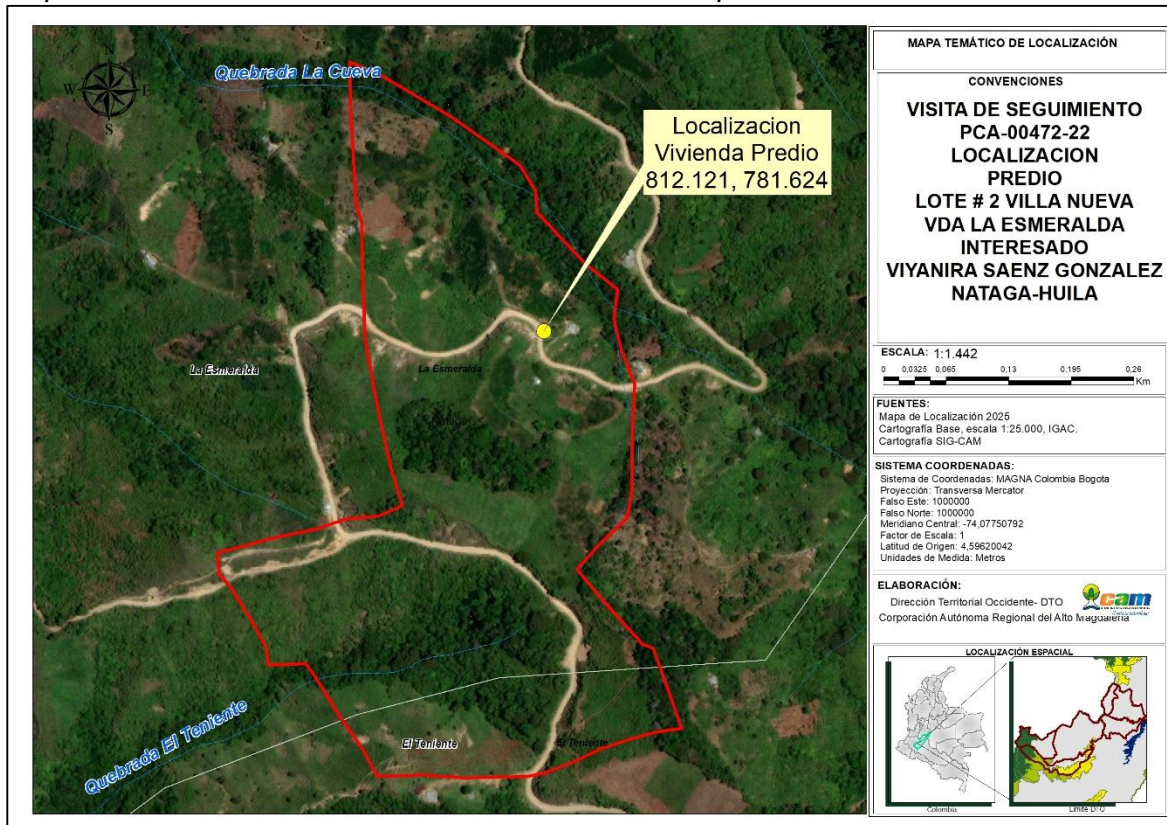 Quebrada La Cueva
N
W E
S
Localizacion
Vivienda Predio
812.121, 781.624
La Esmeralda
La Esmeralda
Nataga
El Teniente
El Teniente
Quebrada El Teniente
MAPA TEMÁTICO DE LOCALIZACIÓN
CONVENCIONES
VISITA DE SEGUIMIENTO
PCA-00472-22
LOCALIZACION
PREDIO
LOTE # 2 VILLA NUEVA
VDA LA ESMERALDA
INTERESADO
VIYANIRA SAENZ GONZALEZ
NATAGA-HUILA
ESCALA: 1:1.442
0 0,0325 0,065 0,13 0,195 0,26
Km
FUENTES:
Mapa de Localización 2025
Cartografía Base, escala 1:25.000, IGAC.
Cartografía SIG-CAM
SISTEMA COORDENADAS:
Sistema de Coordenadas: MAGNA Colombia Bogota
Proyección: Transversa Mercator
Falso Este: 1000000
Falso Norte: 1000000
Meridiano Central: -74,07750792
Factor de Escala: 1
Latitud de Origen: 4,59620042
Unidades de Medida: Metros
ELABORACIÓN:
Dirección Territorial Occidente- DTO
cam
Corporación Autónoma Regional del Alto Magdalena
LOCALIZACIÓN ESPACIAL
Colombia
Limite DTO